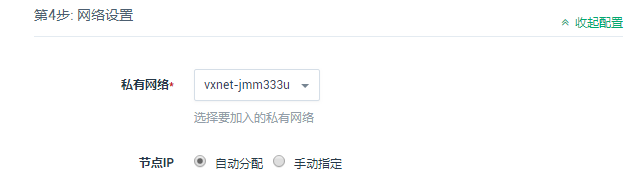 第4步: 网络设置
收起配置
私有网络* vxnet-jmm333u
选择要加入的私有网络
节点IP 自动分配 手动指定